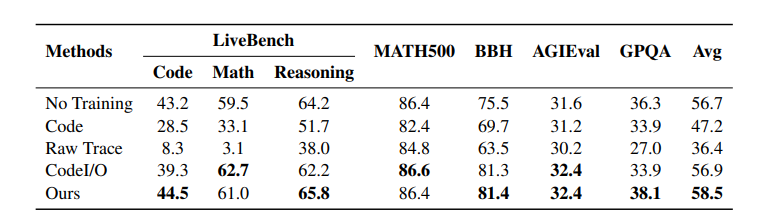 Methods LiveBench MATH500 BBH AGIEval GPQA Avg
Code Math Reasoning
No Training 43.2 59.5 64.2 86.4 75.5 31.6 36.3 56.7
Code 28.5 33.1 51.7 82.4 69.7 31.2 33.9 47.2
Raw Trace 8.3 3.1 38.0 84.8 63.5 30.2 27.0 36.4
CodeI/O 39.3 62.7 62.2 86.6 81.3 32.4 33.9 56.9
Ours 44.5 61.0 65.8 86.4 81.4 32.4 38.1 58.5